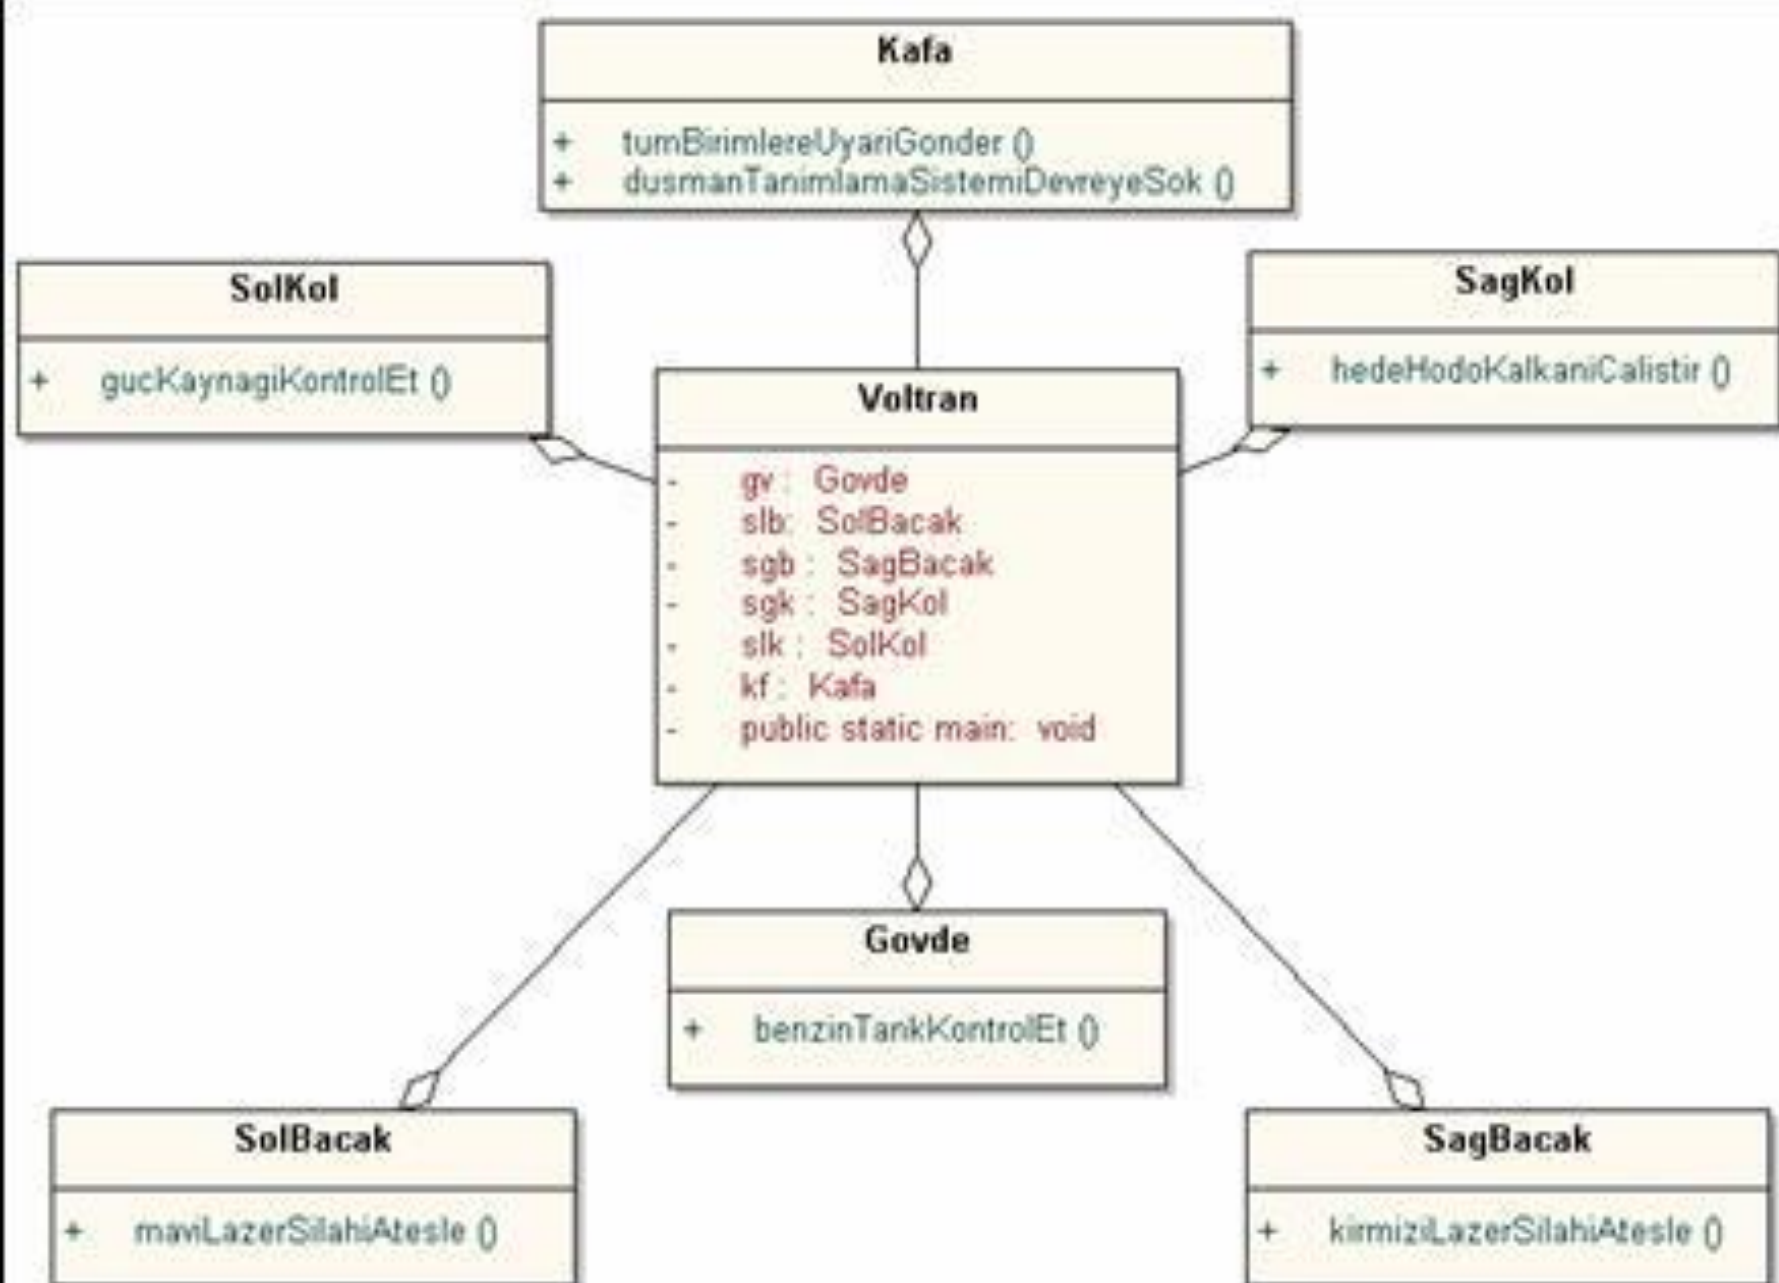 Kafa
+ tumBirimlereUyariGonder ()
+ dusmanTanimlamaSistemiDevreyeSok ()
SolKol
+ gucKaynagiKontrolEt ()
SagKol
+ hedeHodoKalkaniCalistir ()
Voltran
- gv : Govde
- slb: SolBacak
- sgb : SagBacak
- sgk : SagKol
- slk : SolKol
- kf : Kafa
- public static main: void
Govde
+ benzinTankKontrolEt ()
SolBacak
+ maviLazerSilahiAtesle ()
SagBacak
+ kirmiziLazerSilahiAtesle ()